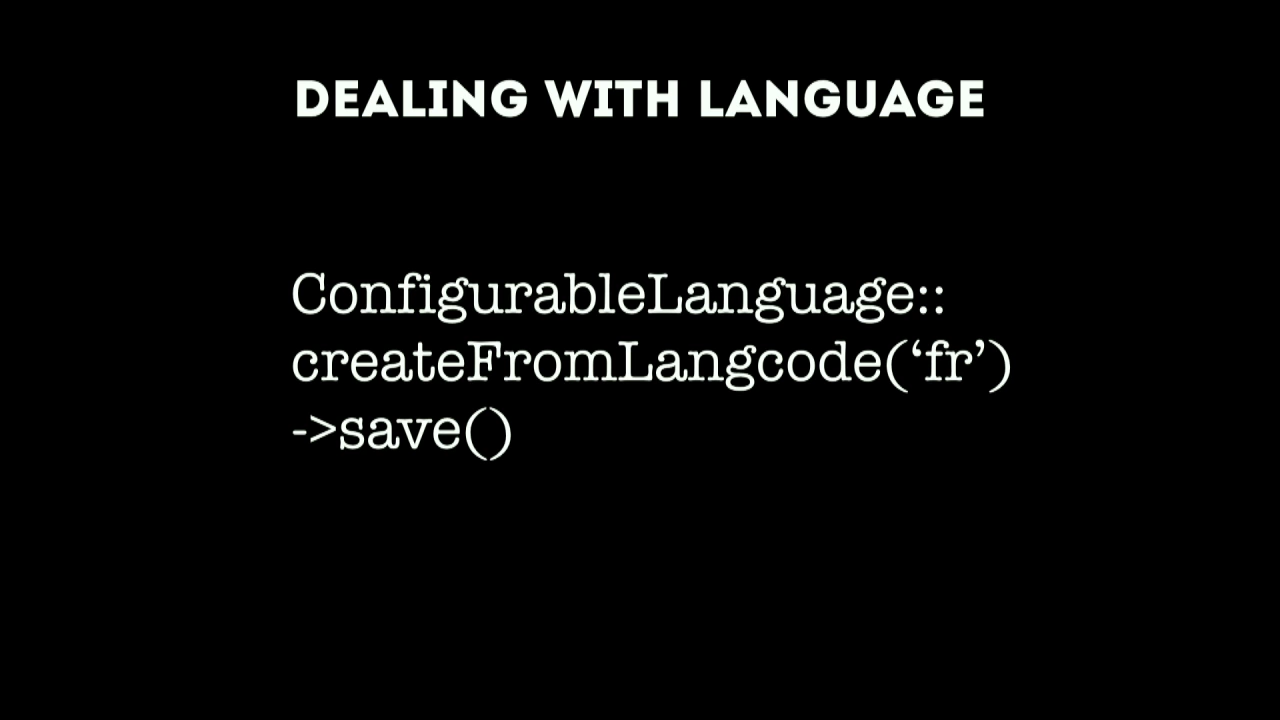 DEALING WITH LANGUAGE
ConfigurableLanguage::
createFromLangcode(‘fr’)
->save()